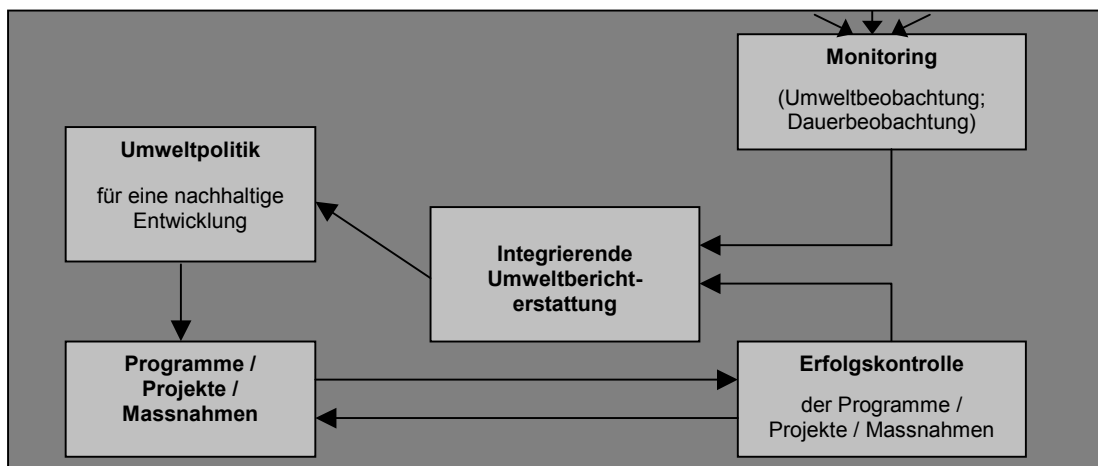 Monitoring
(Umweltbeobachtung;
Dauerbeobachtung)
Umweltpolitik
für eine nachhaltige
Entwicklung
Integrierende
Umweltbericht-
erstattung
Programme /
Projekte /
Massnahmen
Erfolgskontrolle
der Programme /
Projekte / Massnahmen